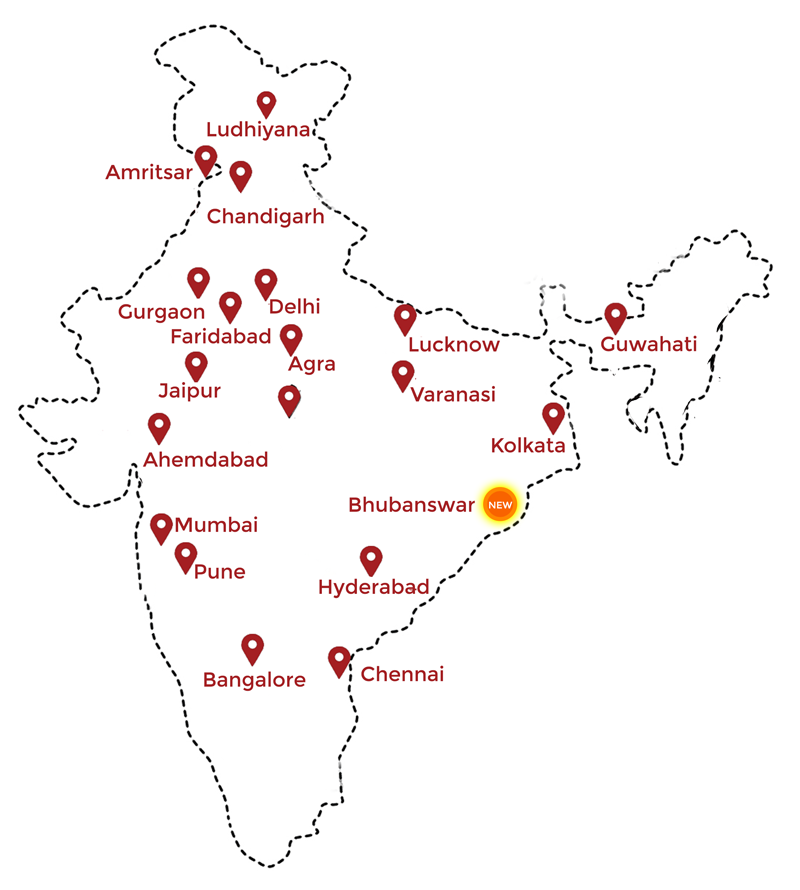 Ludhiyana
Amritsar
Chandigarh
Delhi
Gurgaon
Faridabad
Lucknow
Guwahati
Agra
Jaipur
Varanasi
Kolkata
Ahemdabad
Bhubanswar
NEW
Mumbai
Pune
Hyderabad
Bangalore
Chennai